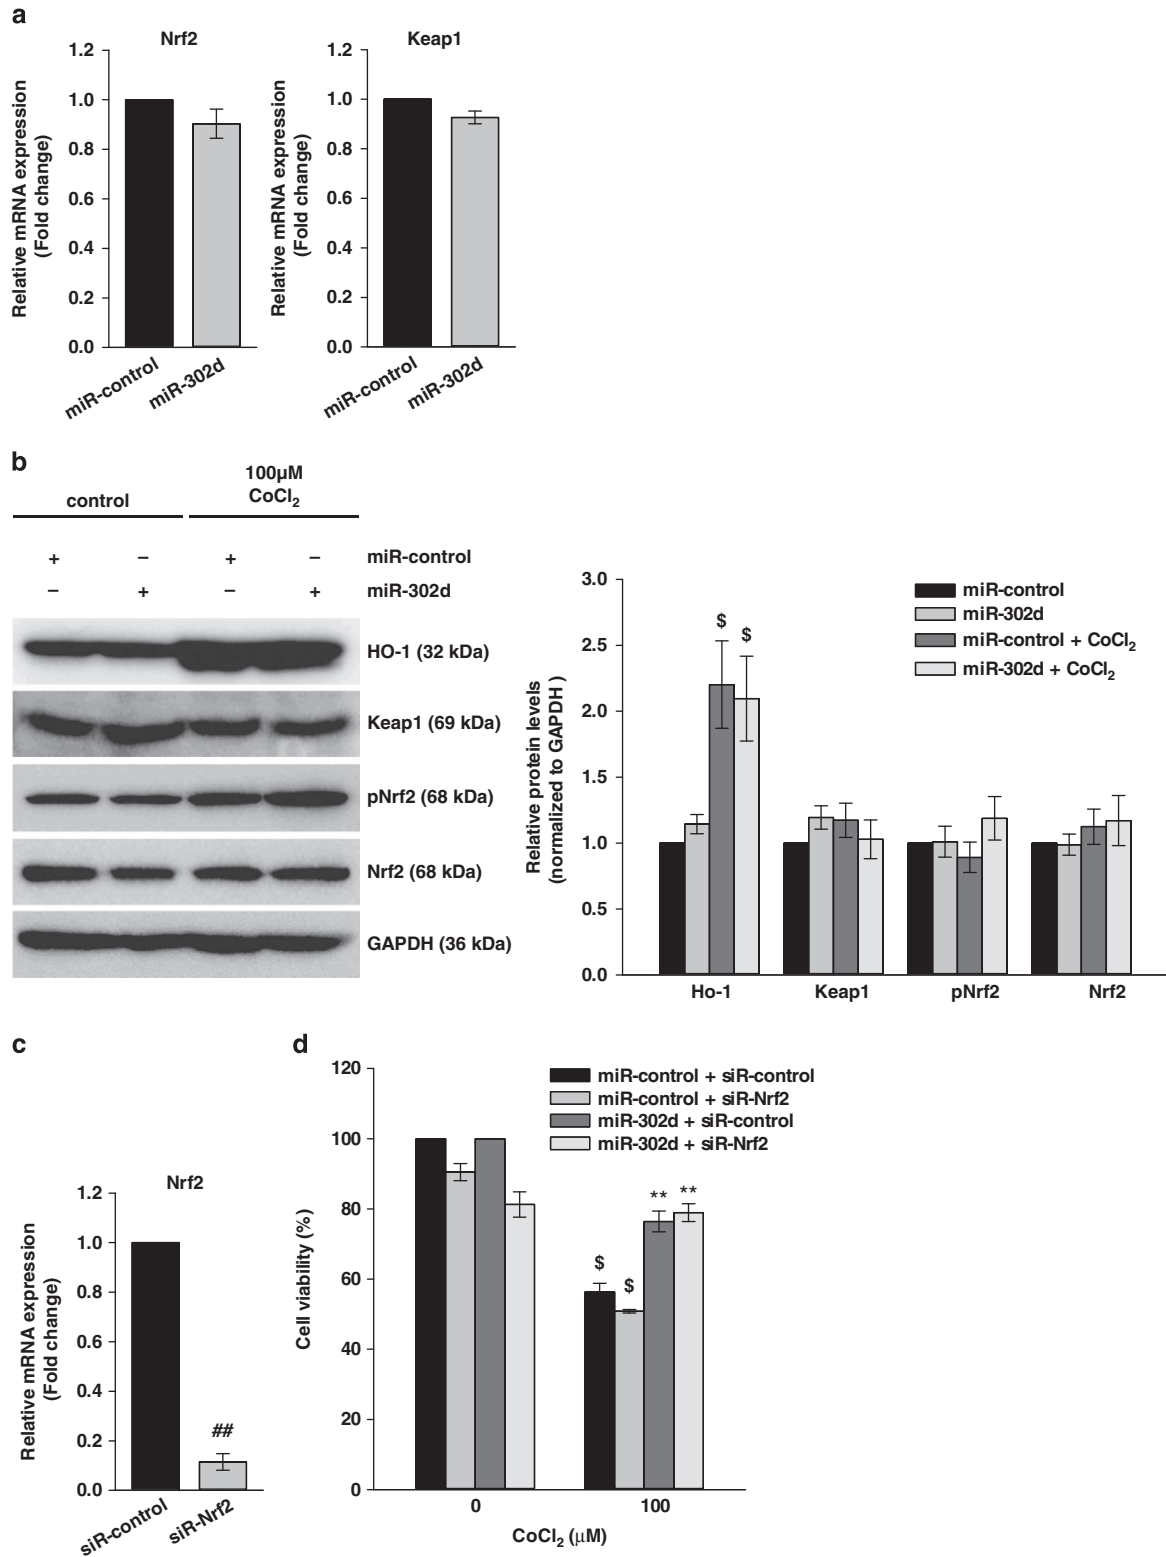 a
Nrf2
Keap1
Relative mRNA expression
(Fold change)
1.2
1.0
0.8
0.6
0.4
0.2
0.0
miR-control
miR-302d
Relative mRNA expression
(Fold change)
1.2
1.0
0.8
0.6
0.4
0.2
0.0
miR-control
miR-302d
b
control
100µM
CoCl₂
+ – + – miR-control
– + – + miR-302d
HO-1 (32 kDa)
Keap1 (69 kDa)
pNrf2 (68 kDa)
Nrf2 (68 kDa)
GAPDH (36 kDa)
Relative protein levels
(normalized to GAPDH )
3.0
2.5
2.0
1.5
1.0
0.5
0.0
$ $
miR-control
miR-302d
miR-control + CoCl₂
miR-302d + CoCl₂
Ho-1 Keap1 pNrf2 Nrf2
c
Nrf2
Relative mRNA expression
(Fold change)
1.2
1.0
0.8
0.6
0.4
0.2
0.0
##
siR-control
siR-Nrf2
d
Cell viability (%)
120
100
80
60
40
20
0
miR-control + siR-control
miR-control + siR-Nrf2
miR-302d + siR-control
miR-302d + siR-Nrf2
$ $ ** **
0 100
CoCl₂ (µM)